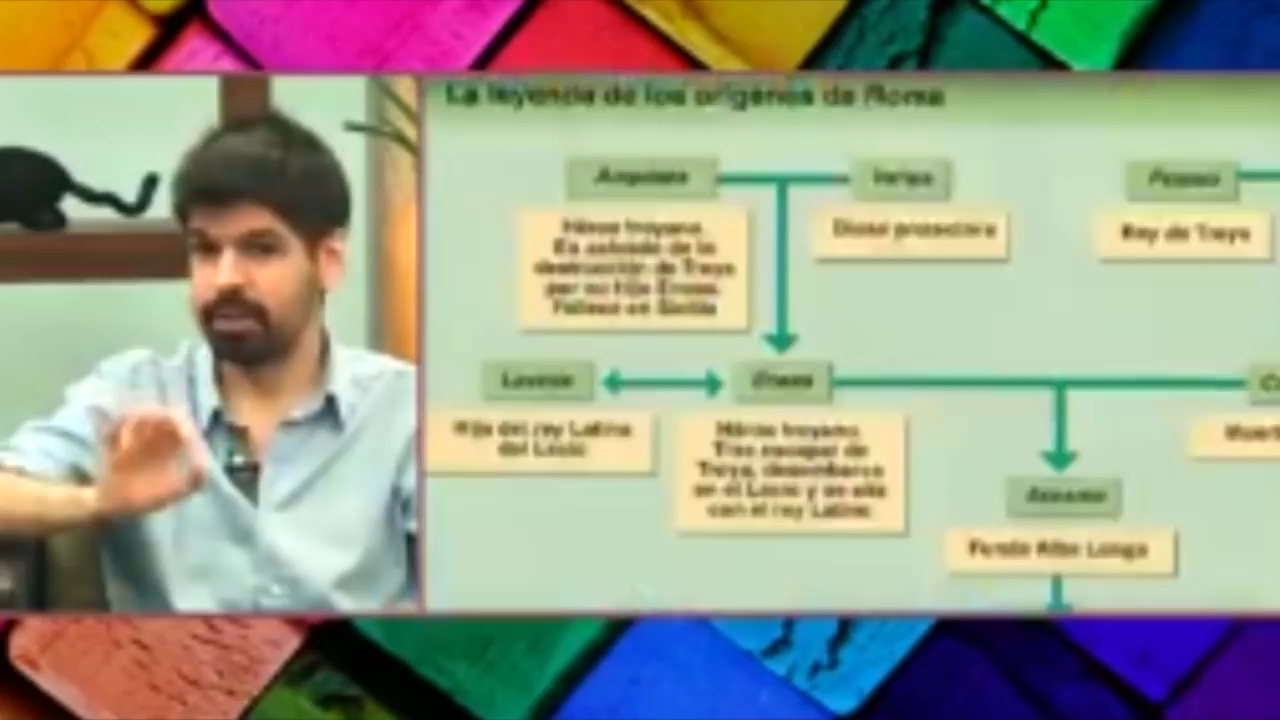 La leyenda de los orígenes de Roma
Anquises
Venus
Héroe troyano.
Es salvado de la
destrucción de Troya
por su hijo Eneas.
Fallece en Sicilia
Diosa protectora
Rey de Troya
Lavinia
Eneas
Hija del rey Latino
del Lacio
Héroe troyano.
Tras escapar de
Troya, desembarca
en el Lacio y se alía
con el rey Latino
Ascanio
Funda Alba Longa